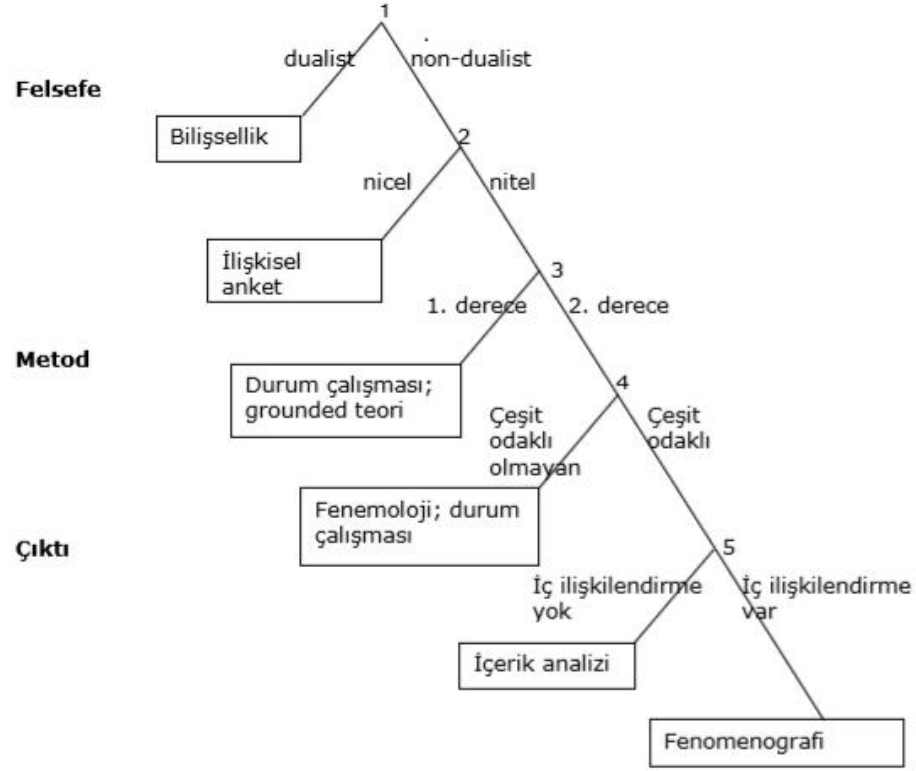 1
dualist
non-dualist
Felsefe
Bilişsellik
2
nicel
nitel
İlişkisel
anket
3
1. derece
2. derece
Metod
Durum çalışması;
grounded teori
4
Çeşit
odaklı
olmayan
Çeşit
odaklı
Fenemoloji; durum
çalışması
Çıktı
5
İç ilişkilendirme
yok
İç ilişkilendirme
var
İçerik analizi
Fenomenografi